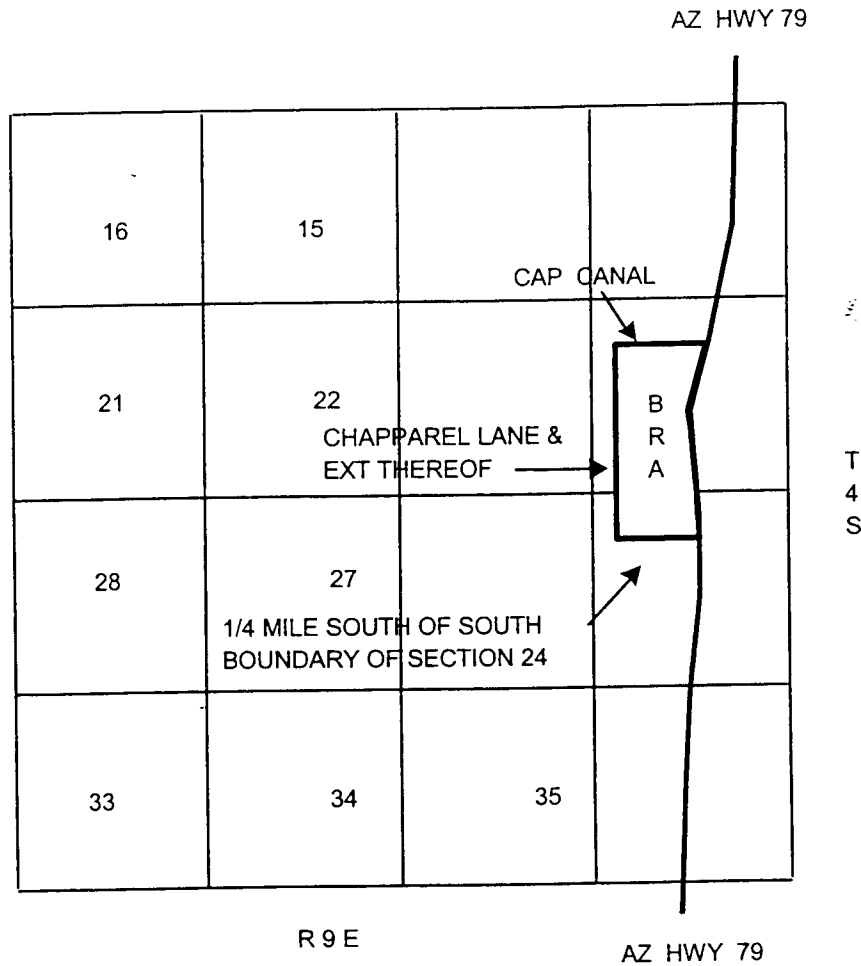 AZ HWY 79
16
15
CAP CANAL
21
22
B
R
A
CHAPPAREL LANE &
EXT THEREOF
T
4
S
28
27
1/4 MILE SOUTH OF SOUTH
BOUNDARY OF SECTION 24
33
34
35
R 9 E
AZ HWY 79